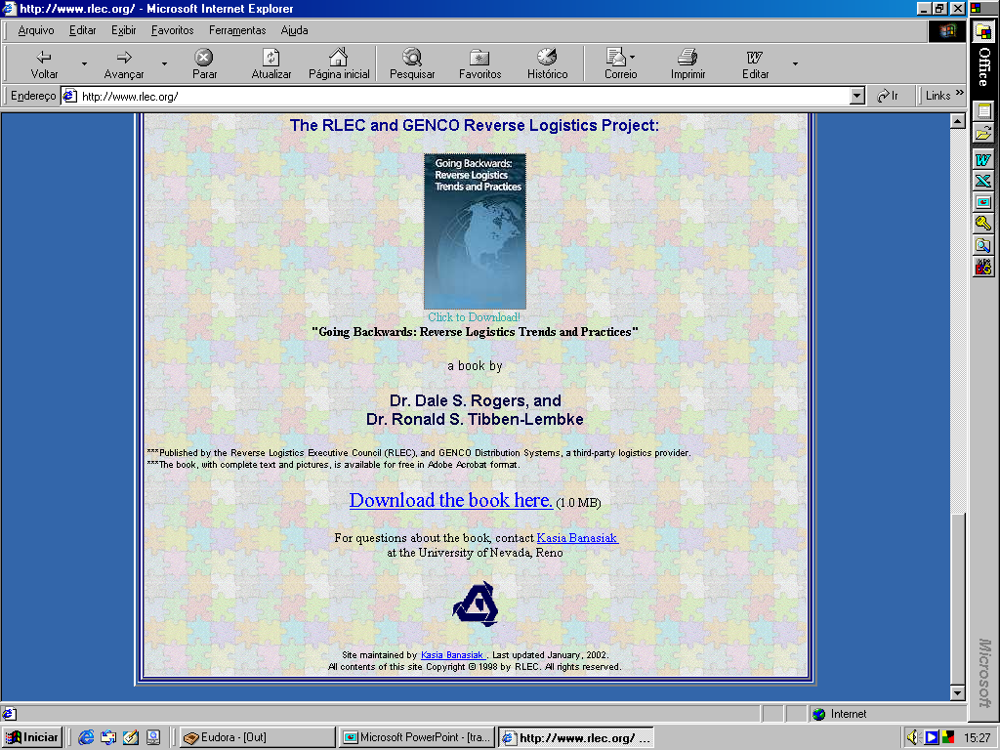 http://www.rlec.org/ - Microsoft Internet Explorer
Arquivo Editar Exibir Favoritos Ferramentas Ajuda
Voltar Avançar Parar Atualizar Página inicial Pesquisar Favoritos Histórico Correio Imprimir Editar
Endereço http://www.rlec.org/ Ir Links »
Office
The RLEC and GENCO Reverse Logistics Project:
Going Backwards:
Reverse Logistics
Trends and Practices
Click to Download!
"Going Backwards: Reverse Logistics Trends and Practices"
a book by
Dr. Dale S. Rogers, and
Dr. Ronald S. Tibben-Lembke
***Published by the Reverse Logistics Executive Council (RLEC), and GENCO Distribution Systems, a third-party logistics provider.
***The book, with complete text and pictures, is available for free in Adobe Acrobat format.
Download the book here. (1.0 MB)
For questions about the book, contact Kasia Banasiak
at the University of Nevada, Reno
Site maintained by Kasia Banasiak . Last updated January, 2002.
All contents of this site Copyright © 1998 by RLEC. All rights reserved.
Microsoft
Internet
Iniciar Eudora - [Out] Microsoft PowerPoint - [tra... http://www.rlec.org/ ... 15:27